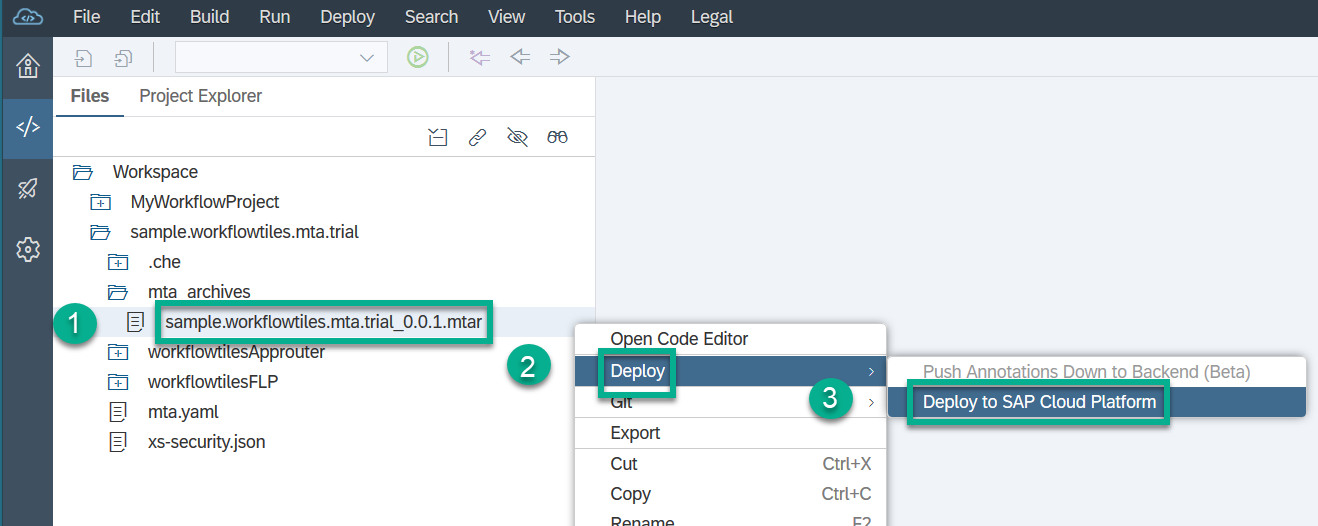 File Edit Build Run Deploy Search View Tools Help Legal
Files Project Explorer
Workspace
MyWorkflowProject
sample.workflowtiles.mta.trial
.che
mta_archives
1 sample.workflowtiles.mta.trial_0.0.1.mtar
workflowtilesApprouter
workflowtilesFLP
mta.yaml
xs-security.json
Open Code Editor
2 Deploy
Git
Export
Cut Ctrl+X
Copy Ctrl+C
Rename F2
Push Annotations Down to Backend (Beta)
3 Deploy to SAP Cloud Platform